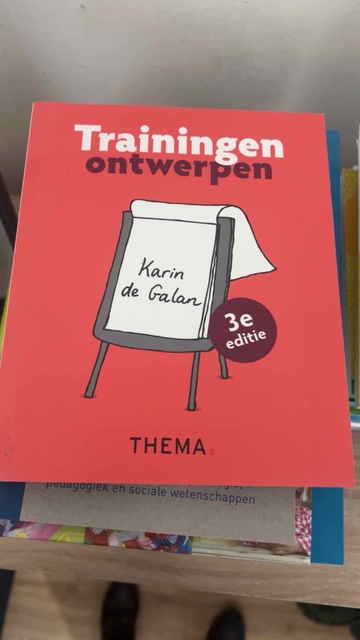 Trainingen
ontwerpen
Karin
de Galan
3e
editie
THEMA.
pedagogiek en sociale wetenschappen